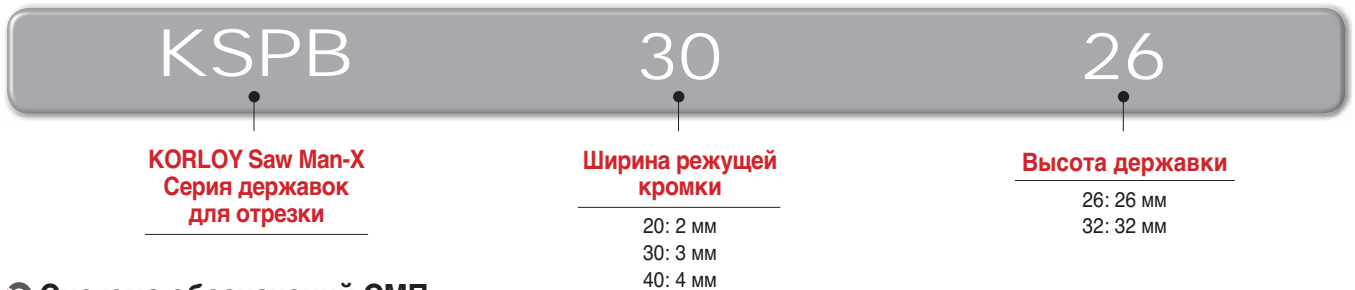 KSPB 30 26
KORLOY Saw Man-X
Серия державок
для отрезки
Ширина режущей
кромки
20: 2 мм
30: 3 мм
40: 4 мм
Высота державки
26: 26 мм
32: 32 мм